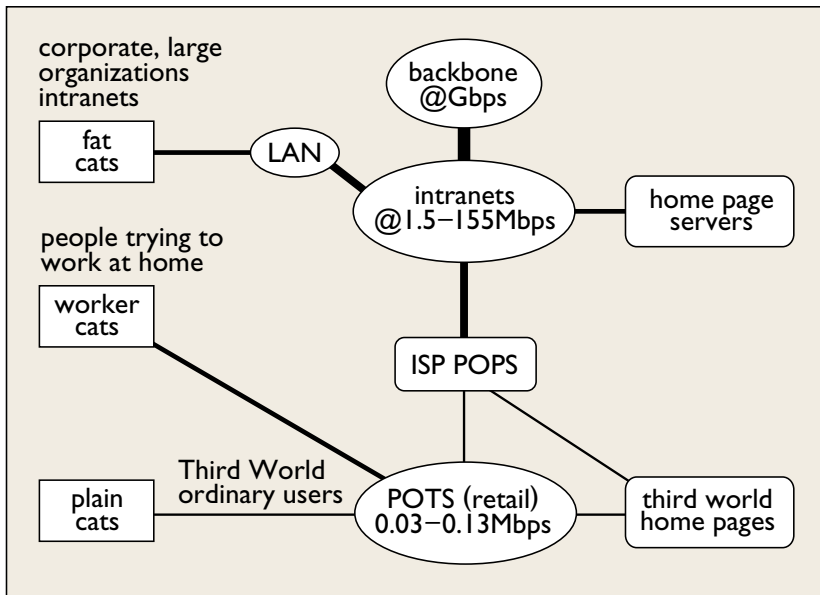 corporate, large
organizations
intranets
fat
cats
LAN
backbone
@Gbps
intranets
@1.5–155Mbps
home page
servers
people trying to
work at home
worker
cats
ISP POPS
Third World
ordinary users
plain
cats
POTS (retail)
0.03–0.13Mbps
third world
home pages